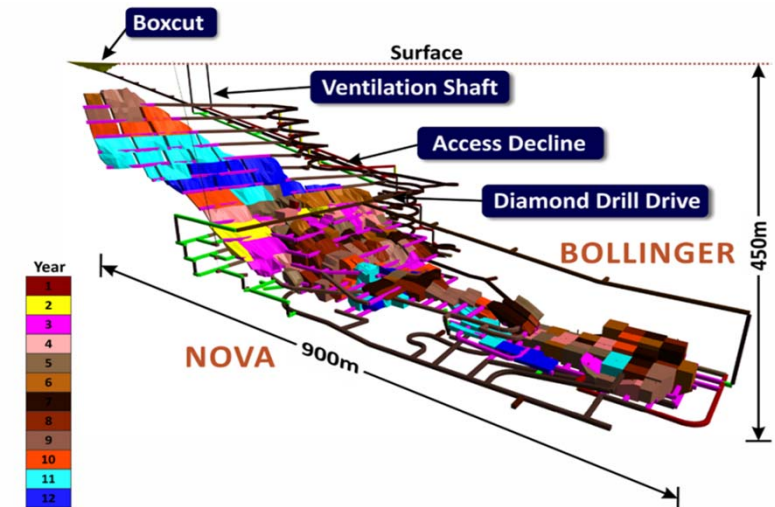 Boxcut
Surface
Ventilation Shaft
Access Decline
Diamond Drill Drive
BOLLINGER
450m
NOVA
900m
Year
1
2
3
4
5
6
7
8
9
10
11
12